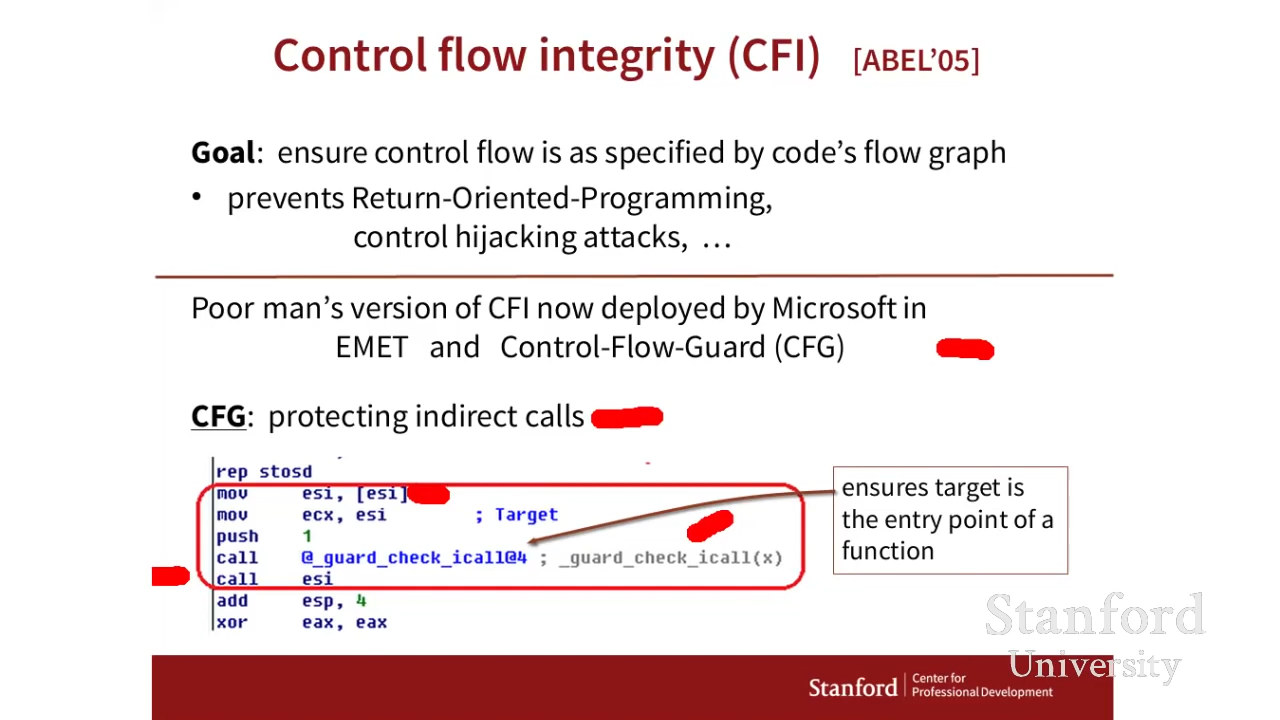 Control flow integrity (CFI) [ABEL'05]
Goal: ensure control flow is as specified by code's flow graph
• prevents Return-Oriented-Programming,
control hijacking attacks, …
Poor man's version of CFI now deployed by Microsoft in
EMET and Control-Flow-Guard (CFG)
CFG: protecting indirect calls
rep stosd
mov esi, [esi]
mov ecx, esi ; Target
push 1
call @_guard_check_icall@4 ; _guard_check_icall(x)
call esi
add esp, 4
xor eax, eax
ensures target is
the entry point of a
function
Stanford
University
Stanford | Center for
Professional Development